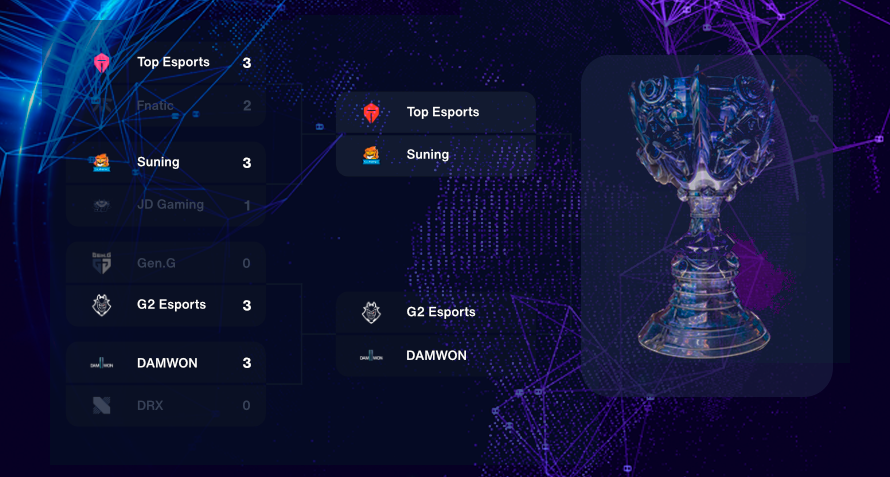 Top Esports 3
Fnatic 2
Suning 3
JD Gaming 1
Gen.G 0
G2 Esports 3
DAMWON 3
DRX 0
Top Esports
Suning
G2 Esports
DAMWON